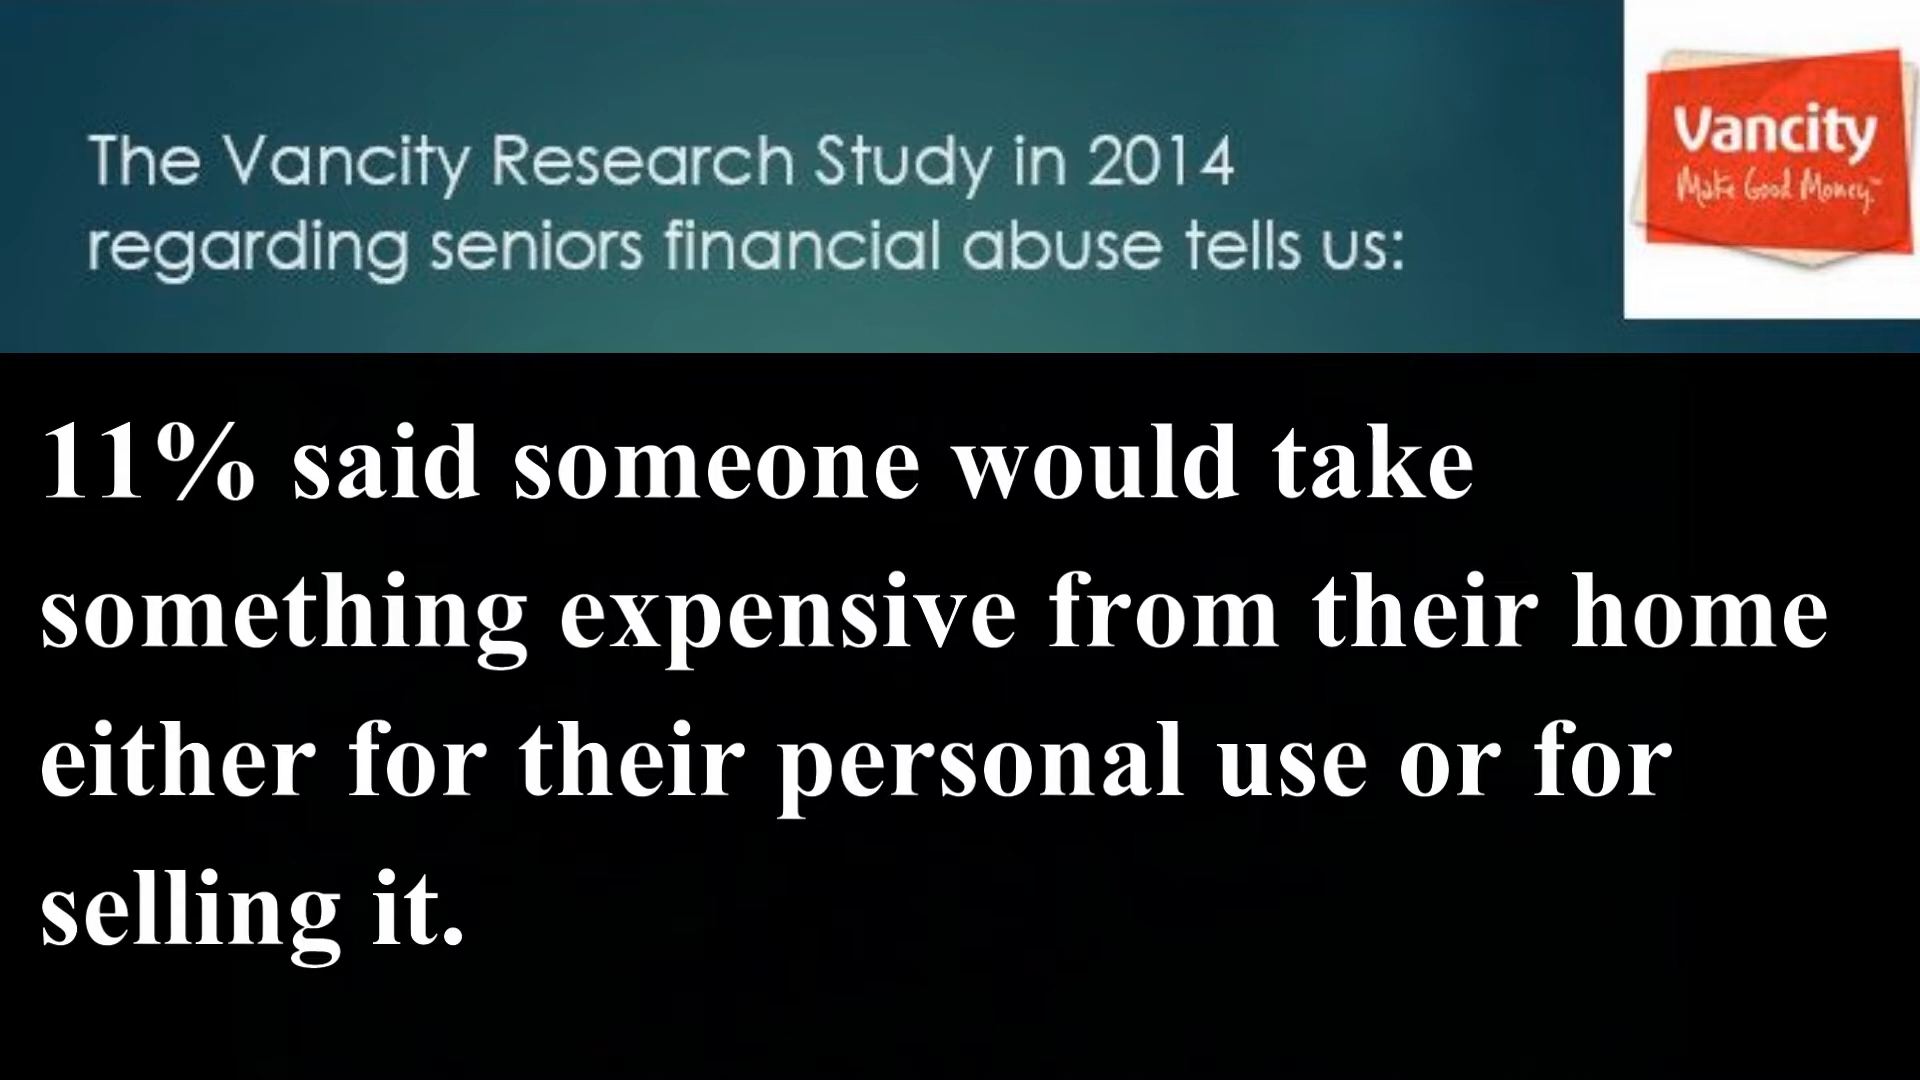 The Vancity Research Study in 2014
regarding seniors financial abuse tells us:
Vancity
Make Good Money™
11% said someone would take
something expensive from their home
either for their personal use or for
selling it.